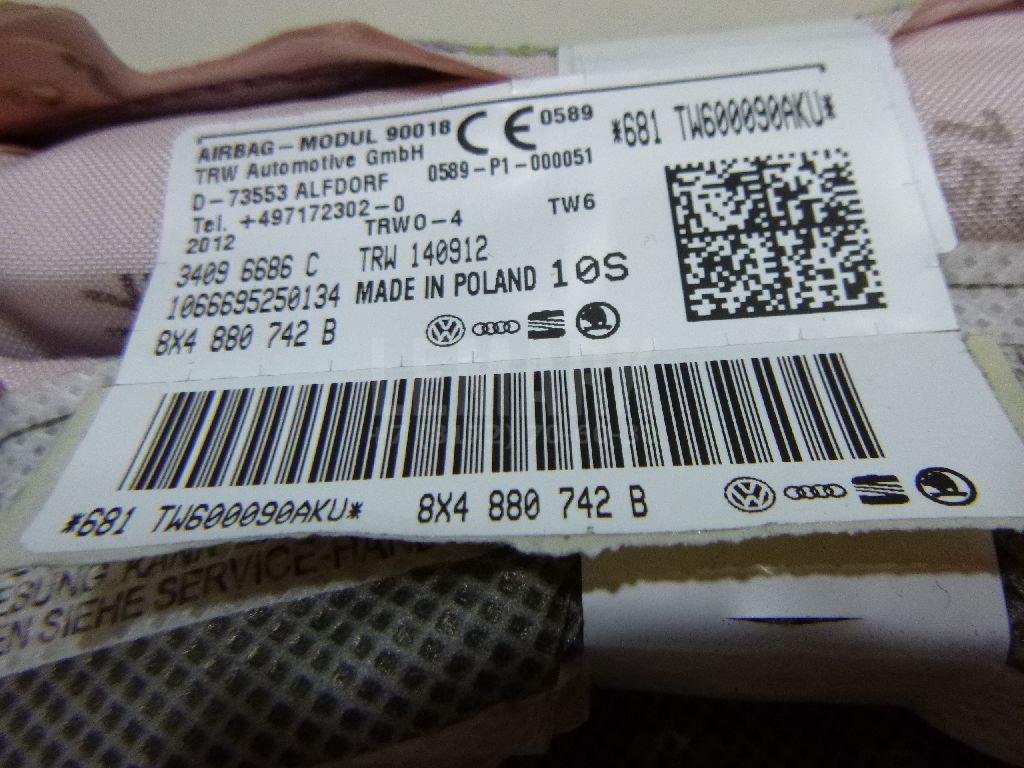 AIRBAG-MODUL 90018
TRW Automotive GmbH
D-73553 ALFDORF
Tel. +497172302-0
2012
CE 0589
0589-P1-000051
TRWO-4 TW6
3409 6686 C TRW 140912
1066695250134 MADE IN POLAND 10S
8X4 880 742 B
*681 TW600090AKU*
*681 TW600090AKU* 8X4 880 742 B
SIEHE SERVICE-